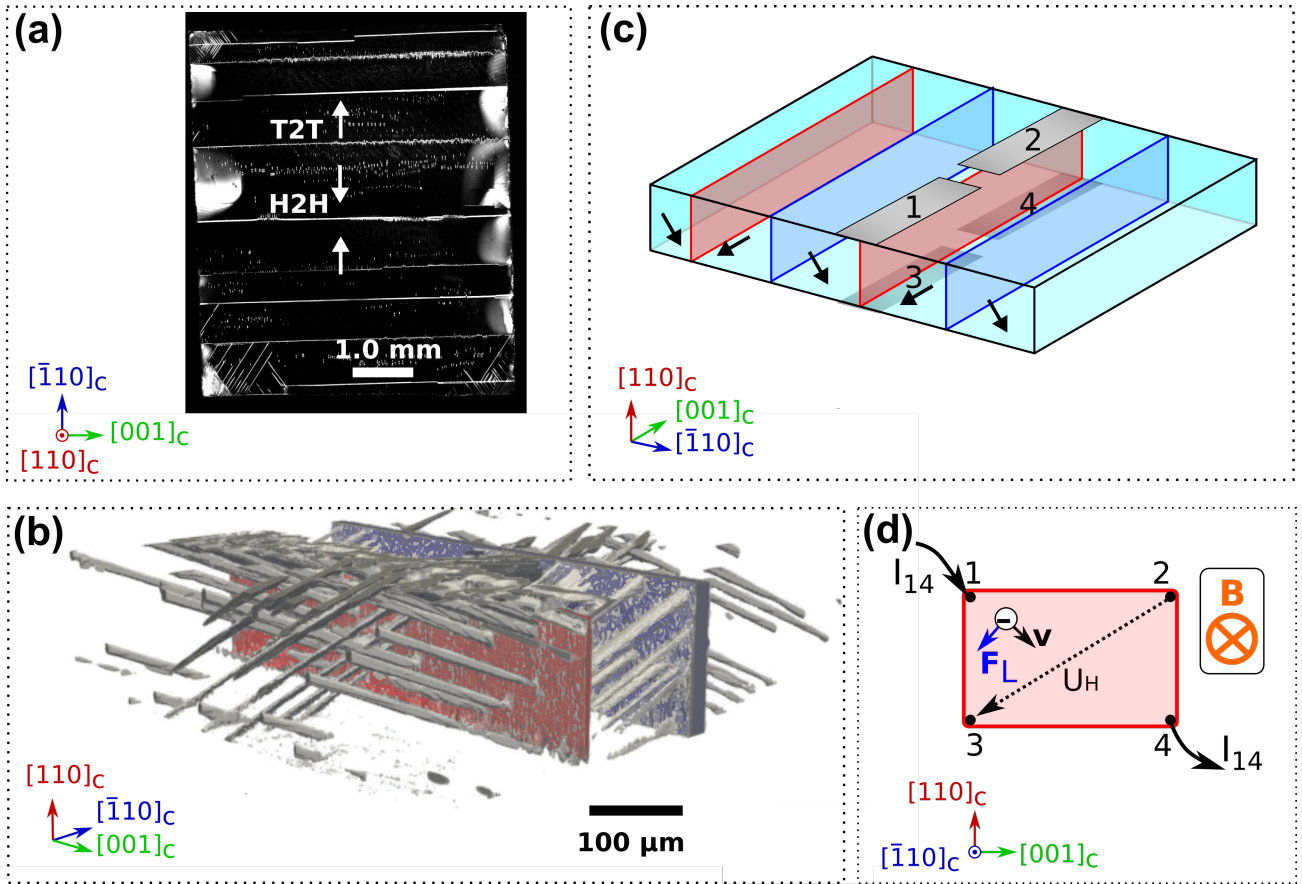 (a)
T2T
H2H
1.0 mm
[1̅10]C
[001]C
[110]C
(c)
2
1
4
3
[110]C
[001]C
[1̅10]C
(b)
[110]C
[1̅10]C
[001]C
100 µm
(d)
I14
1
2
B
−
v
FL
UH
3
4
I14
[110]C
[1̅10]C
[001]C